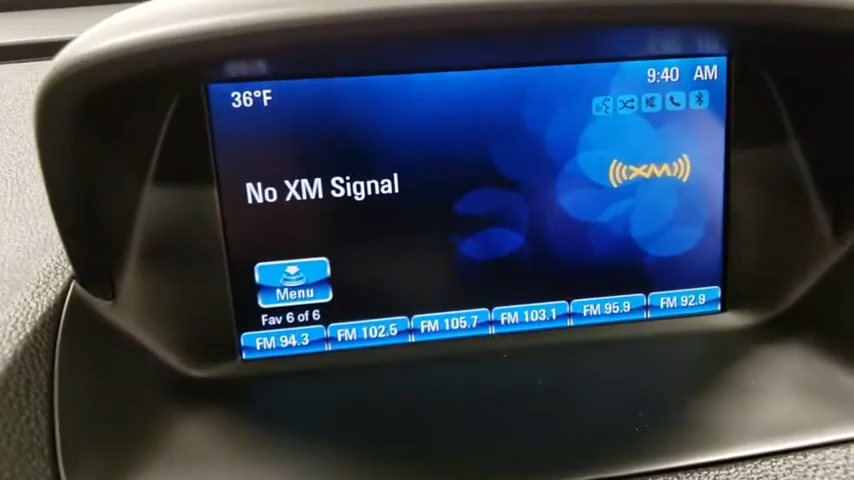 9:40 AM
36°F
XM
No XM Signal
Menu
Fav 6 of 6
FM 94.3 FM 102.5 FM 105.7 FM 103.1 FM 95.9 FM 92.9